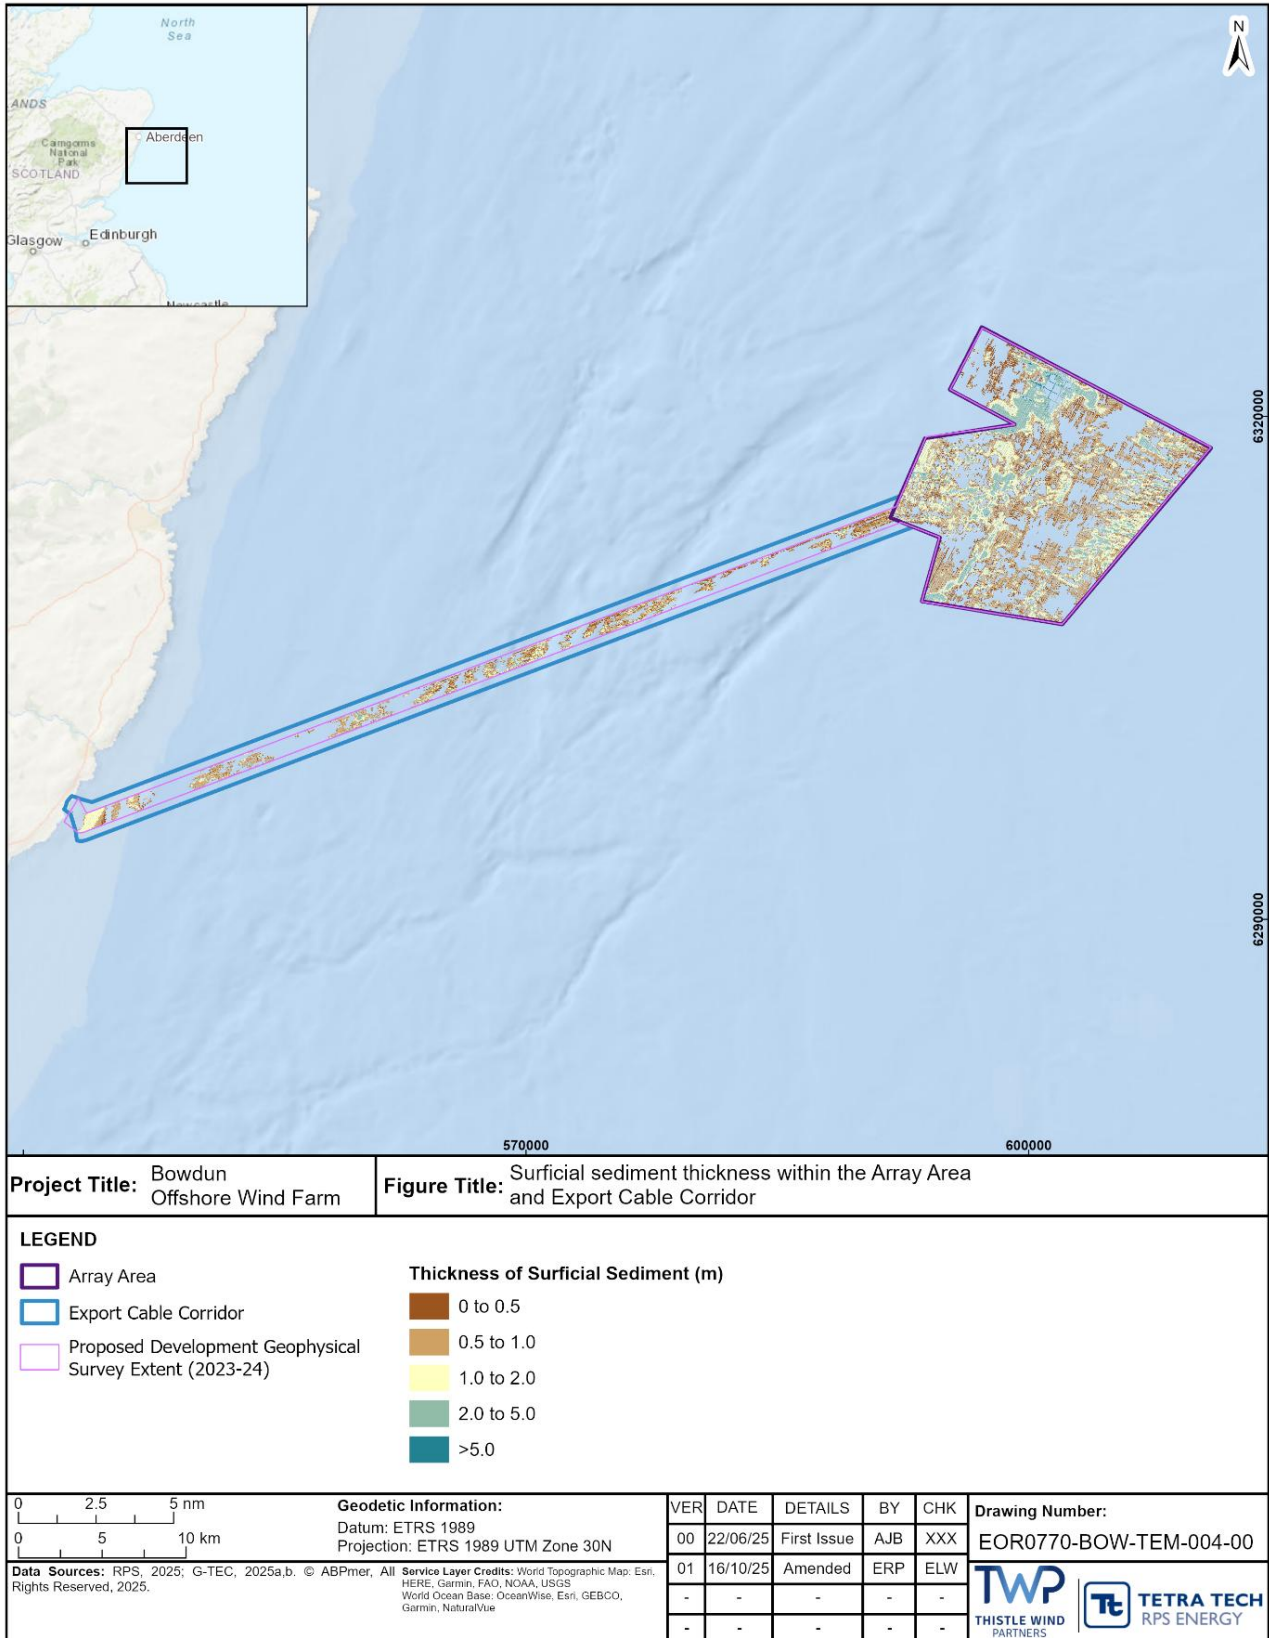 North
Sea
ANDS
Aberdeen
Cairngorms
National
Park
SCOTLAND
Edinburgh
Glasgow
Newcastle
N
6320000
6290000
570000
600000
Project Title: Bowdun
Offshore Wind Farm
Figure Title: Surficial sediment thickness within the Array Area
and Export Cable Corridor
LEGEND
Array Area
Export Cable Corridor
Proposed Development Geophysical
Survey Extent (2023-24)
Thickness of Surficial Sediment (m)
0 to 0.5
0.5 to 1.0
1.0 to 2.0
2.0 to 5.0
>5.0
0 2.5 5 nm
0 5 10 km
Geodetic Information:
Datum: ETRS 1989
Projection: ETRS 1989 UTM Zone 30N
Data Sources: RPS, 2025; G-TEC, 2025a,b. © ABPmer, All
Rights Reserved, 2025.
Service Layer Credits: World Topographic Map: Esri,
HERE, Garmin, FAO, NOAA, USGS
World Ocean Base: OceanWise, Esri, GEBCO,
Garmin, NaturalVue
VER DATE DETAILS BY CHK
00 22/06/25 First Issue AJB XXX
01 16/10/25 Amended ERP ELW
- - - - -
- - - - -
Drawing Number:
EOR0770-BOW-TEM-004-00
TWP
THISTLE WIND
PARTNERS
Tt
TETRA TECH
RPS ENERGY